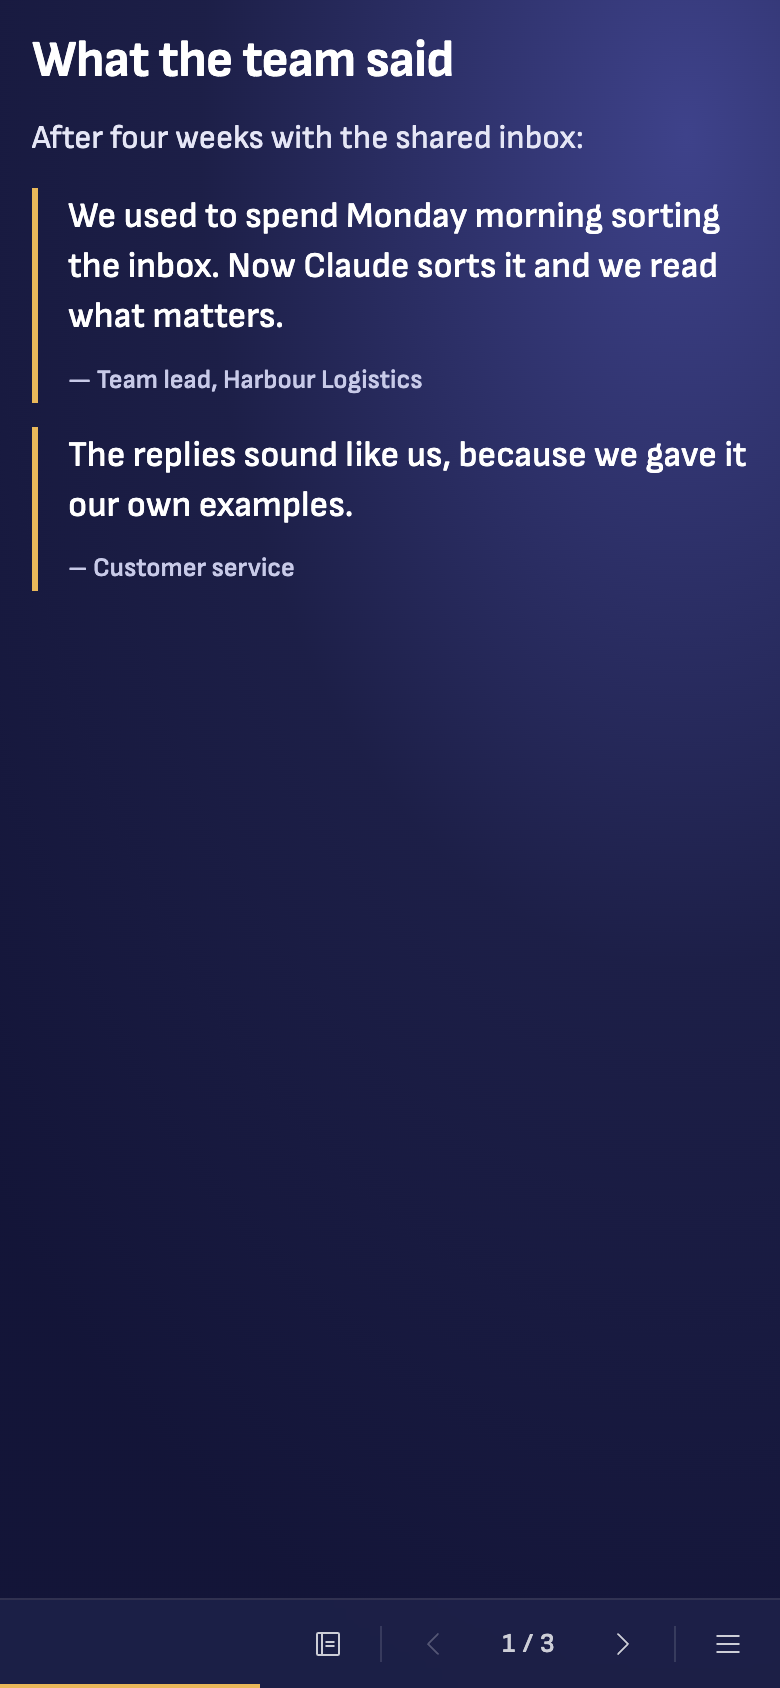 What the team said
After four weeks with the shared inbox:
We used to spend Monday morning sorting
the inbox. Now Claude sorts it and we read
what matters.
— Team lead, Harbour Logistics
The replies sound like us, because we gave it
our own examples.
— Customer service
1 / 3